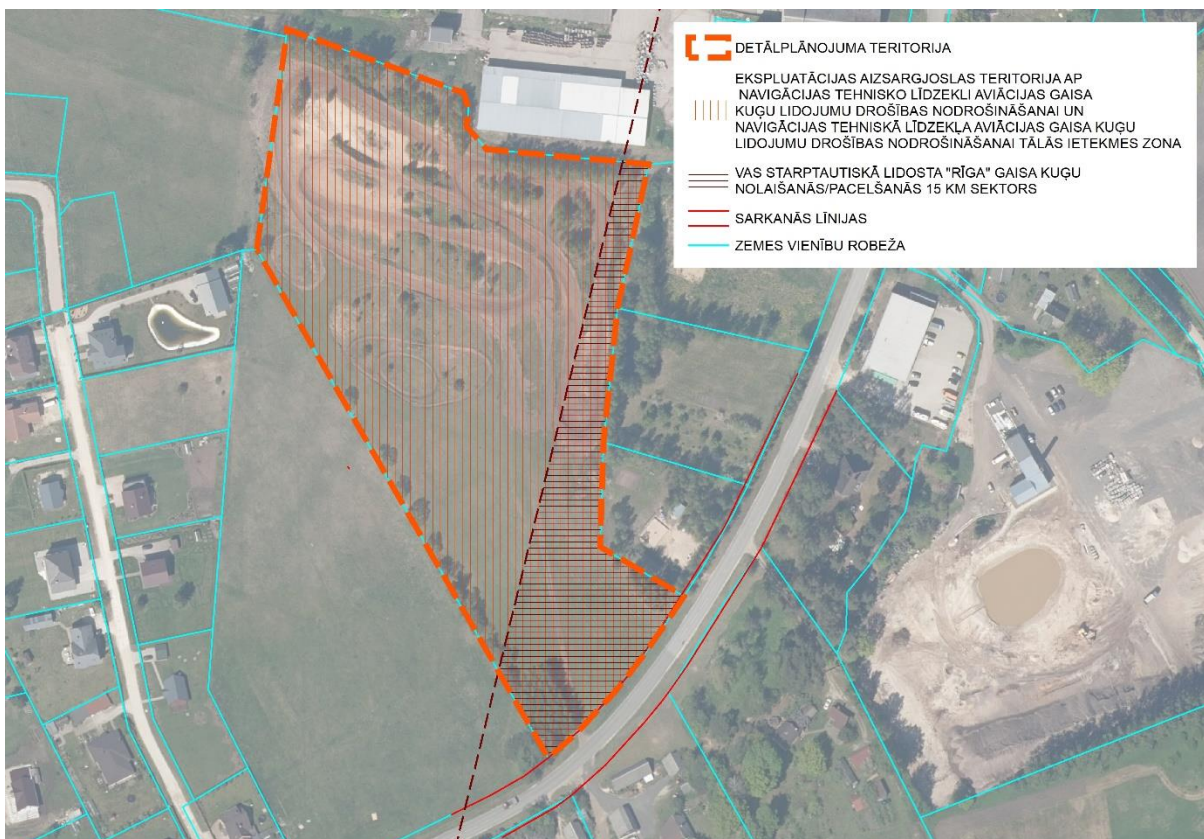 DETĀLPLĀNOJUMA TERITORIJA
EKSPLUATĀCIJAS AIZSARGJOSLAS TERITORIJA AP
NAVIGĀCIJAS TEHNISKO LĪDZEKLI AVIĀCIJAS GAISA
KUĢU LIDOJUMU DROŠĪBAS NODROŠINĀŠANAI UN
NAVIGĀCIJAS TEHNISKĀ LĪDZEKĻA AVIĀCIJAS GAISA KUĢU
LIDOJUMU DROŠĪBAS NODROŠINĀŠANAI TĀLĀS IETEKMES ZONA
VAS STARPTAUTISKĀ LIDOSTA "RĪGA" GAISA KUĢU
NOLAIŠANĀS/PACELŠANĀS 15 KM SEKTORS
SARKANĀS LĪNIJAS
ZEMES VIENĪBU ROBEŽA